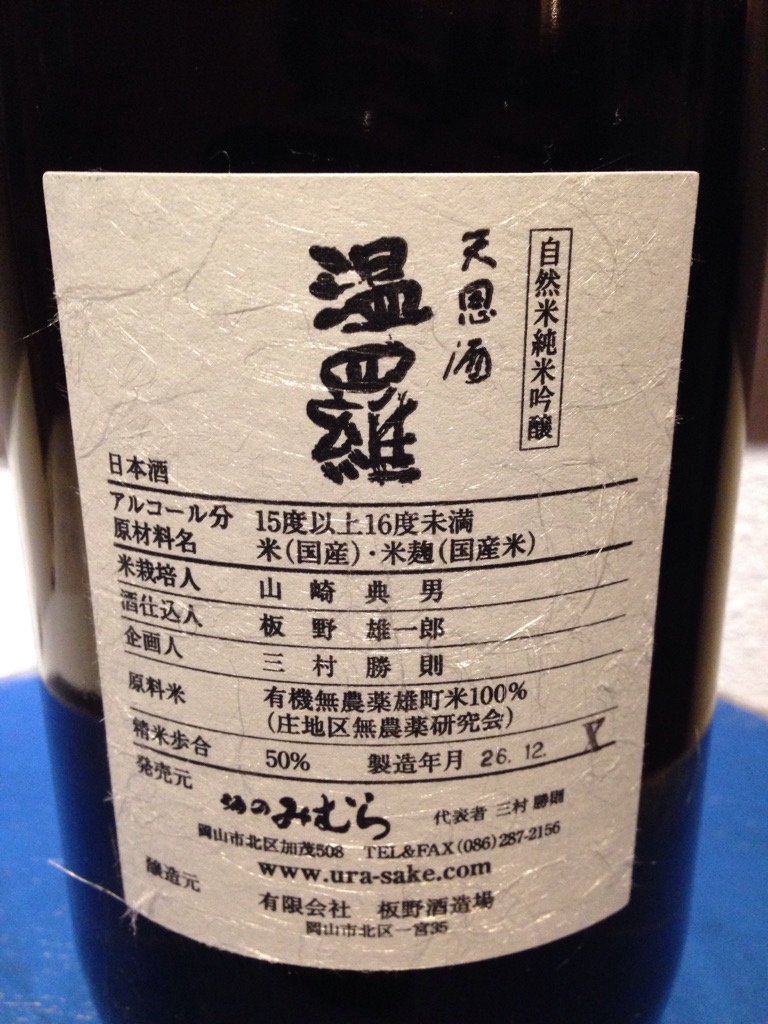 自然米純米吟醸
天恩酒
温羅
日本酒
アルコール分 15度以上16度未満
原材料名 米(国産)・米麹(国産米)
米栽培人 山崎典男
酒仕込人 板野雄一郎
企画人 三村勝則
原料米 有機無農薬雄町米100%
(庄地区無農薬研究会)
精米歩合 50% 製造年月 26.12.
発売元 酒のみむら 代表者 三村勝則
岡山市北区加茂508 TEL&FAX(086)287-2156
www.ura-sake.com
醸造元 有限会社 板野酒造場
岡山市北区一宮35